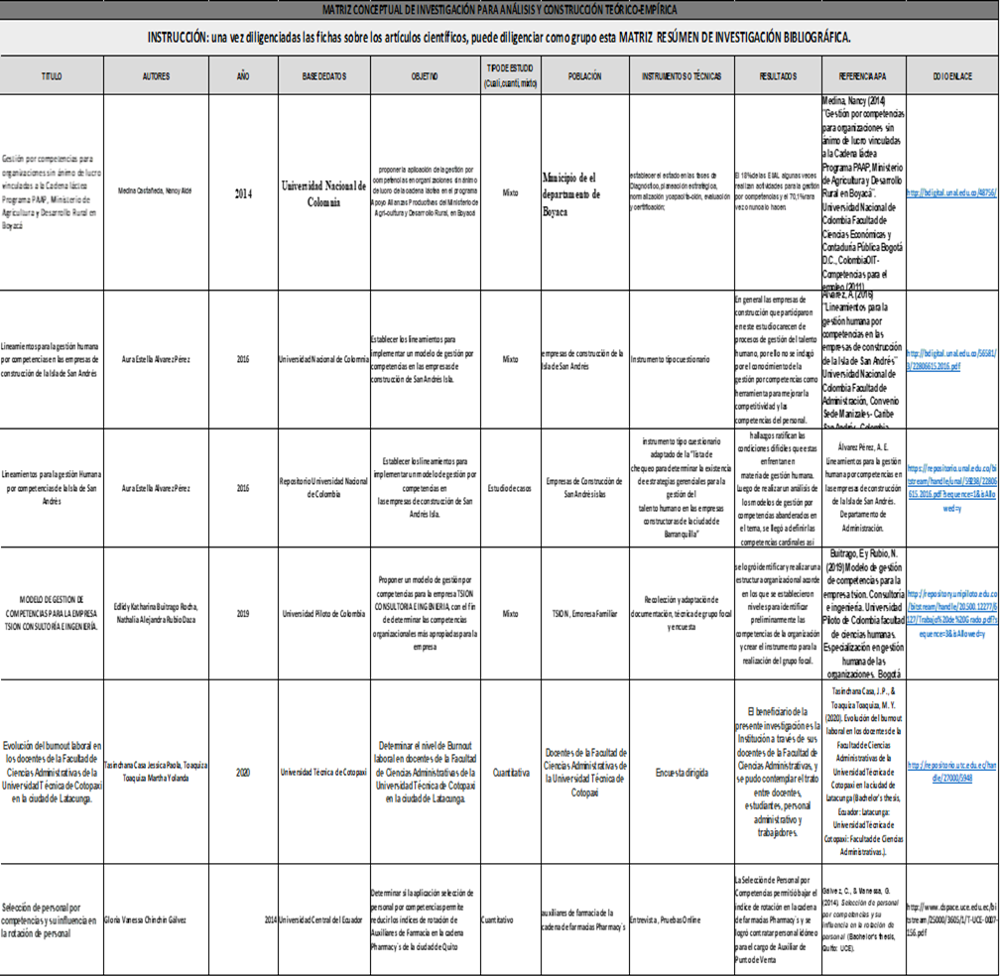 MATRIZ CONCEPTUAL DE INVESTIGACIÓN PARA ANÁLISIS Y CONSTRUCCIÓN TEÓRICO-EMPÍRICA
INSTRUCCIÓN: una vez diligenciadas las fichas sobre los artículos científicos, puede diligenciar como grupo esta MATRIZ RESÚMEN DE INVESTIGACIÓN BIBLIOGRÁFICA.
TITULO
AUTORES
AÑO
BASE DE DATOS
OBJETIVO
TIPO DE ESTUDIO
(Cuali, cuanti, mixto)
POBLACIÓN
INSTRUMENTOS O TÉCNICAS
RESULTADOS
REFERENCIA APA
DOI O ENLACE
Gestión por competencias para
organizaciones sin ánimo de lucro
vinculadas a la Cadena láctea
Programa PAAP, Ministerio de
Agricultura y Desarrollo Rural en
Boyacá
Medina Castañeda, Nancy Aidé
2014
Universidad Nacional de
Colomnia
proponer la aplicación de la gestión por
competencias en organizaciones sin ánimo
de lucro de la cadena láctea en el programa
Apoyo Alianzas Productivas del Ministerio de
Agri-cultura y Desarrollo Rural, en Boyacá
Mixto
Municipio de el
departamento de
Boyaca
establecer el estado en las fases de
Diagnóstico, planeación estratégica,
normalización y capacita-ción, evaluación
y certificación;
El 18% de las ESAL algunas veces
realizan actividades para la gestión
por competencias y el 70,1% rara
vez o nunca lo hacen.
Medina, Nancy (2014)
"Gestión por competencias
para organizaciones sin
ánimo de lucro vinculadas
a la Cadena láctea
Programa PAAP, Ministerio
de Agricultura y Desarrollo
Rural en Boyacá".
Universidad Nacional de
Colombia Facultad de
Ciencias Económicas y
Contaduría Pública Bogotá
D.C., ColombiaOIT-
Competencias para el
empleo (2011)
http://bdigital.unal.edu.co/48756/
Lineamientos para la gestión humana
por competencias en las empresas de
construcción de la Isla de San Andrés
Aura Estella Alvarez Pérez
2016
Universidad Nacional de Colomnia
Establecer los lineamientos para
implementar un modelo de gestión por
competencias en las empresas de
construcción de San Andrés Isla.
Mixto
empresas de construcción de la
Isla de San Andrés
Instrumento tipo cuestionario
En general las empresas de
construcción que participaron
en este estudio carecen de
procesos de gestión del talento
humano, por ello no se indagó
por el conocimiento de la
gestión por competencias como
herramienta para mejorar la
competitividad y las
competencias del personal.
Álvarez, A. (2016)
"Lineamientos para la
gestión humana por
competencias en las
empresas de construcción
de la Isla de San Andrés"
Universidad Nacional de
Colombia Facultad de
Administración, Convenio
Sede Manizales- Caribe
San Andrés, Colombia
http://bdigital.unal.edu.co/56581/
3/22806615.2016.pdf
Lineamientos para la gestión Humana
por competencias de la Isla de San
Andrés
Aura Estella Alvarez Pérez
2016
Repositorio Universidad Nacional
de Colombia
Establecer los lineamientos para
implementar un modelo de gestión por
competencias en
las empresas de construcción de San
Andrés Isla.
Estudio de casos
Empresas de Construcción de
San Andrés islas
instrumento tipo cuestionario
adaptado de la "lista de
chequeo para determinar la existencia
de estrategias gerenciales para la
gestión del
talento humano en las empresas
constructoras de la ciudad de
Barranquilla"
hallazgos ratifican las
condiciones difíciles que estas
enfrentan en
materia de gestión humana.
Luego de realizar un análisis de
los modelos de gestión por
competencias abanderados en
el tema, se llegó a definir las
competencias cardinales así
Álvarez Pérez, A. E.
Lineamientos para la gestión
humana por competencias en
las empresas de construcción
de la Isla de San Andrés.
Departamento de
Administración.
https://repositorio.unal.edu.co/bi
tstream/handle/unal/59238/22806
615.2016.pdf?sequence=1&isAllo
wed=y
MODELO DE GESTION DE
COMPETENCIAS PARA LA EMPRESA
TSION CONSULTORÍA E INGENIERÍA.
Edlidy Katharina Buitrago Rocha,
Nathalia Alejandra Rubio Daza
2019
Universidad Piloto de Colombia
Proponer un modelo de gestión por
competencias para la empresa TSION
CONSULTORIA E INGENIERIA, con el fin
de determinar las competencias
organizacionales más apropiadas para la
empresa
Mixto
TSION, Emoresa Familiar
Recolección y adaptación de
documentación, técnica de grupo focal
y encuesta
se logró identificar y realizar una
estructura organizacional acorde
en los que se establecieron
niveles para identificar
preliminarmente las
competencias de la organización
y crear el instrumento para la
realización del grupo focal.
Buitrago, E y Rubio, N.
(2019) Modelo de gestión
de competencias para la
empresa tsion. Consultoría
e ingeniería. Universidad
Piloto de Colombia facultad
de ciencias humanas.
Especialización en gestión
humana de las
organizaciones. Bogotá
http://repository.unipiloto.edu.co
/bitstream/handle/20.500.12277/6
127/Trabajo%20de%20Grado.pdf?s
equence=3&isAllowed=y
Evolución del burnout laboral en
los docentes de la Facultad de
Ciencias Administrativas de la
Universidad Técnica de Cotopaxi
en la ciudad de Latacunga.
Tasinchana Casa Jessica Paola, Toaquiza
Toaquiza Martha Yolanda
2020
Universidad Técnica de Cotopaxi
Determinar el nivel de Burnout
laboral en docentes de la Facultad
de Ciencias Administrativas de la
Universidad Técnica de Cotopaxi
en la ciudad de Latacunga.
Cuantitativa
Docentes de la Facultad de
Ciencias Administrativas de
la Universidad Técnica de
Cotopaxi
Encuesta dirigida
El beneficiario de la
presente investigación es la
Institución a través de sus
docentes de la Facultad de
Ciencias Administrativas, y
se pudo contemplar el trato
entre docentes,
estudiantes, personal
administrativo y
trabajadores.
Tasinchana Casa, J. P., &
Toaquiza Toaquiza, M. Y.
(2020). Evolución del burnout
laboral en los docentes de la
Facultad de Ciencias
Administrativas de la
Universidad Técnica de
Cotopaxi en la ciudad de
Latacunga (Bachelor's thesis,
Ecuador: Latacunga:
Universidad Técnica de
Cotopaxi: Facultad de Ciencias
Administrativas.).
http://repositorio.utc.edu.ec/han
dle/27000/6948
Selección de personal por
competencias y su influencia en
la rotación de personal
Gloria Vanessa Chinchin Gálvez
2014
Universidad Central del Ecuador
Determinar si la aplicación selección de
personal por competencias permite
reducir los índices de rotación de
Auxiliares de Farmacia en la cadena
Pharmacy's de la ciudad de Quito
Cuantitativo
auxiliares de farmacia de la
cadena de farmacias Pharmacy's
Entrevista , Pruebas Online
La Selección de Personal por
Competencias permitió bajar el
índice de rotación en la cadena
de farmacias Pharmacy's y se
logró contratar personal idóneo
para el cargo de Auxiliar de
Punto de Venta
Gálvez, C., & Vanessa, G.
(2014). Selección de personal
por competencias y su
influencia en la rotación de
personal (Bachelor's thesis,
Quito: UCE).
http://www.dspace.uce.edu.ec/bi
tstream/25000/3605/1/T-UCE-0007-
156.pdf